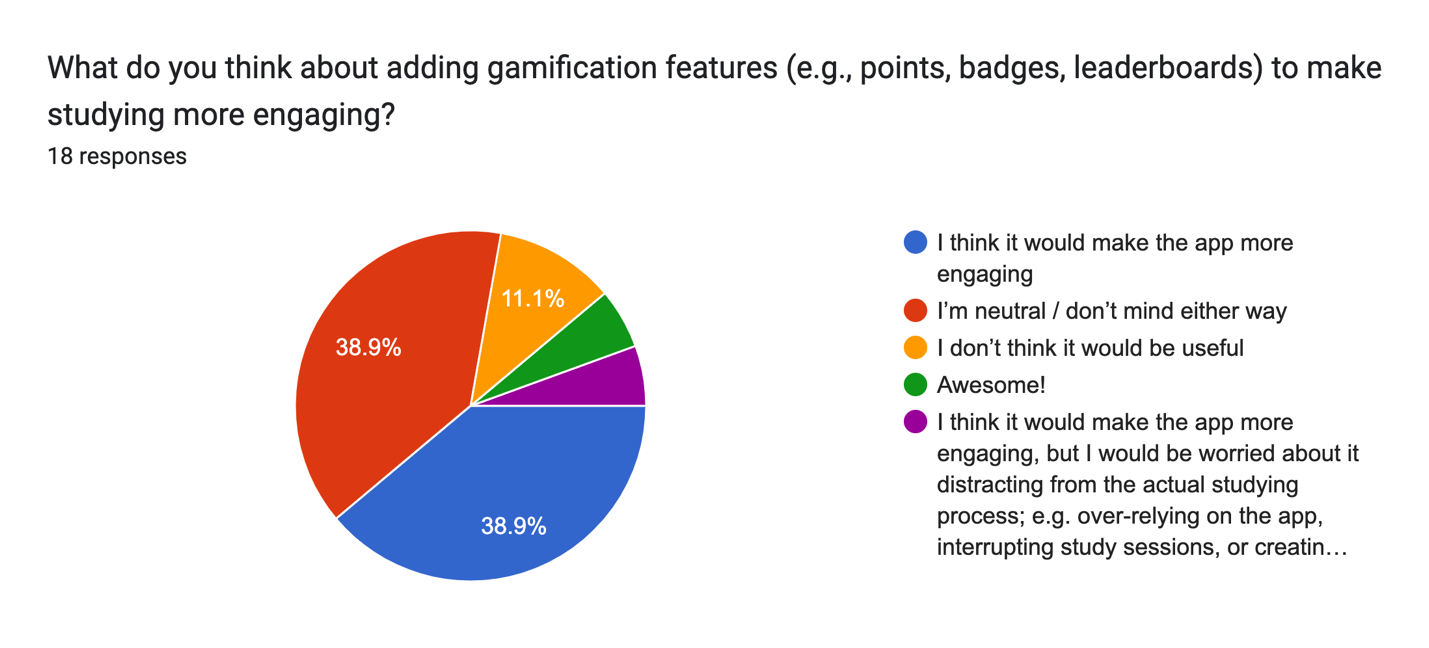 What do you think about adding gamification features (e.g., points, badges, leaderboards) to make
studying more engaging?
18 responses
11.1%
38.9%
38.9%
I think it would make the app more
engaging
I’m neutral / don’t mind either way
I don’t think it would be useful
Awesome!
I think it would make the app more
engaging, but I would be worried about it
distracting from the actual studying
process; e.g. over-relying on the app,
interrupting study sessions, or creatin…